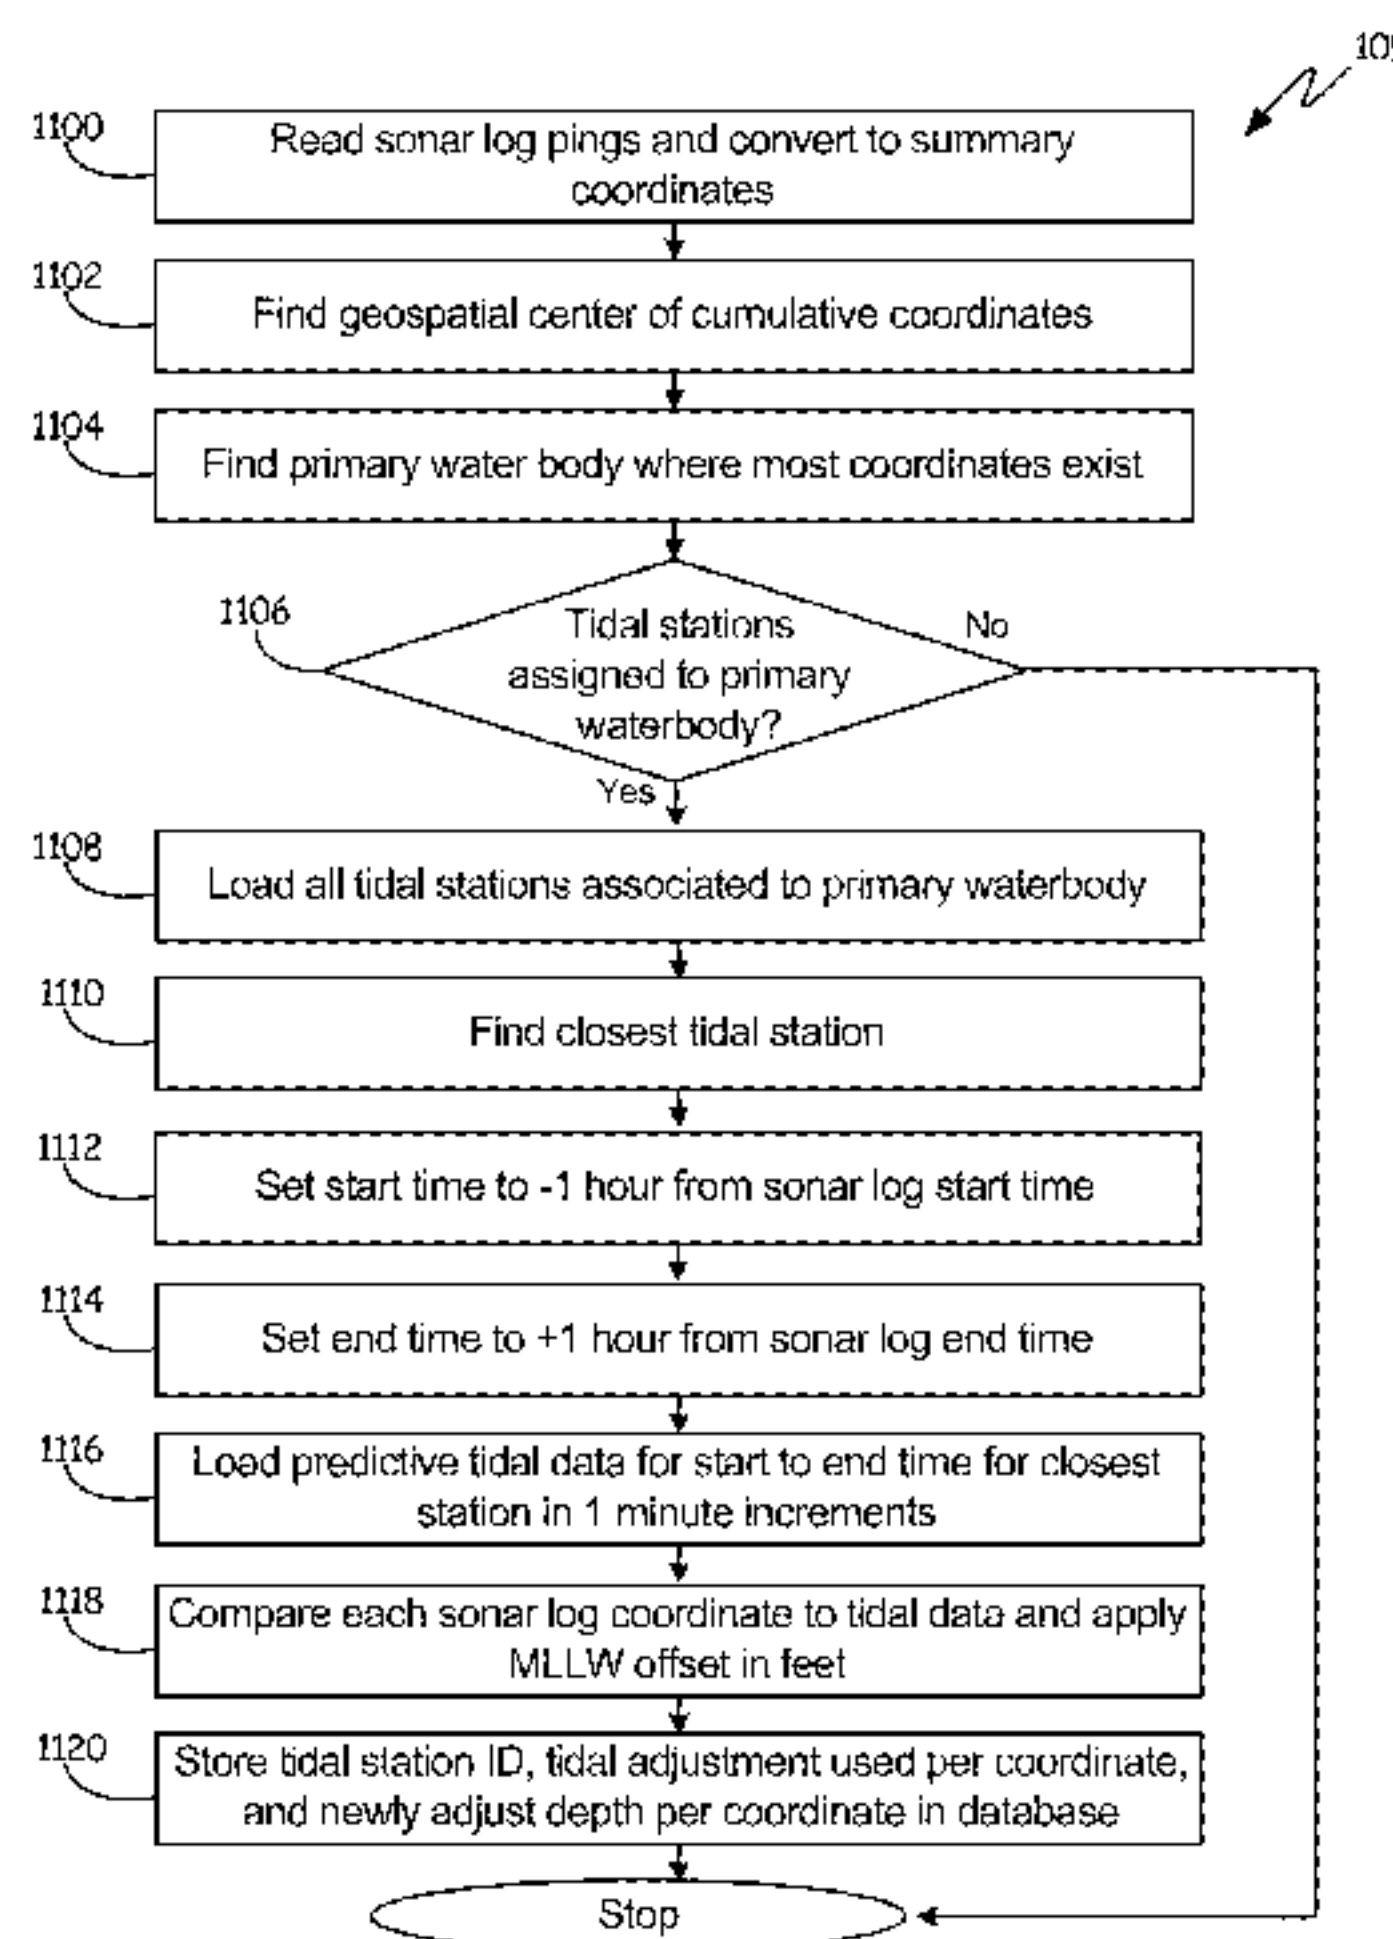 1100
Read sonar log pings and convert to summary
coordinates
1102
Find geospatial center of cumulative coordinates
1104
Find primary water body where most coordinates exist
1106
Tidal stations
assigned to primary
waterbody?
No
Yes
1108
Load all tidal stations associated to primary waterbody
1110
Find closest tidal station
1112
Set start time to -1 hour from sonar log start time
1114
Set end time to +1 hour from sonar log end time
1116
Load predictive tidal data for start to end time for closest
station in 1 minute increments
1118
Compare each sonar log coordinate to tidal data and apply
MLLW offset in feet
1120
Store tidal station ID, tidal adjustment used per coordinate,
and newly adjust depth per coordinate in database
Stop